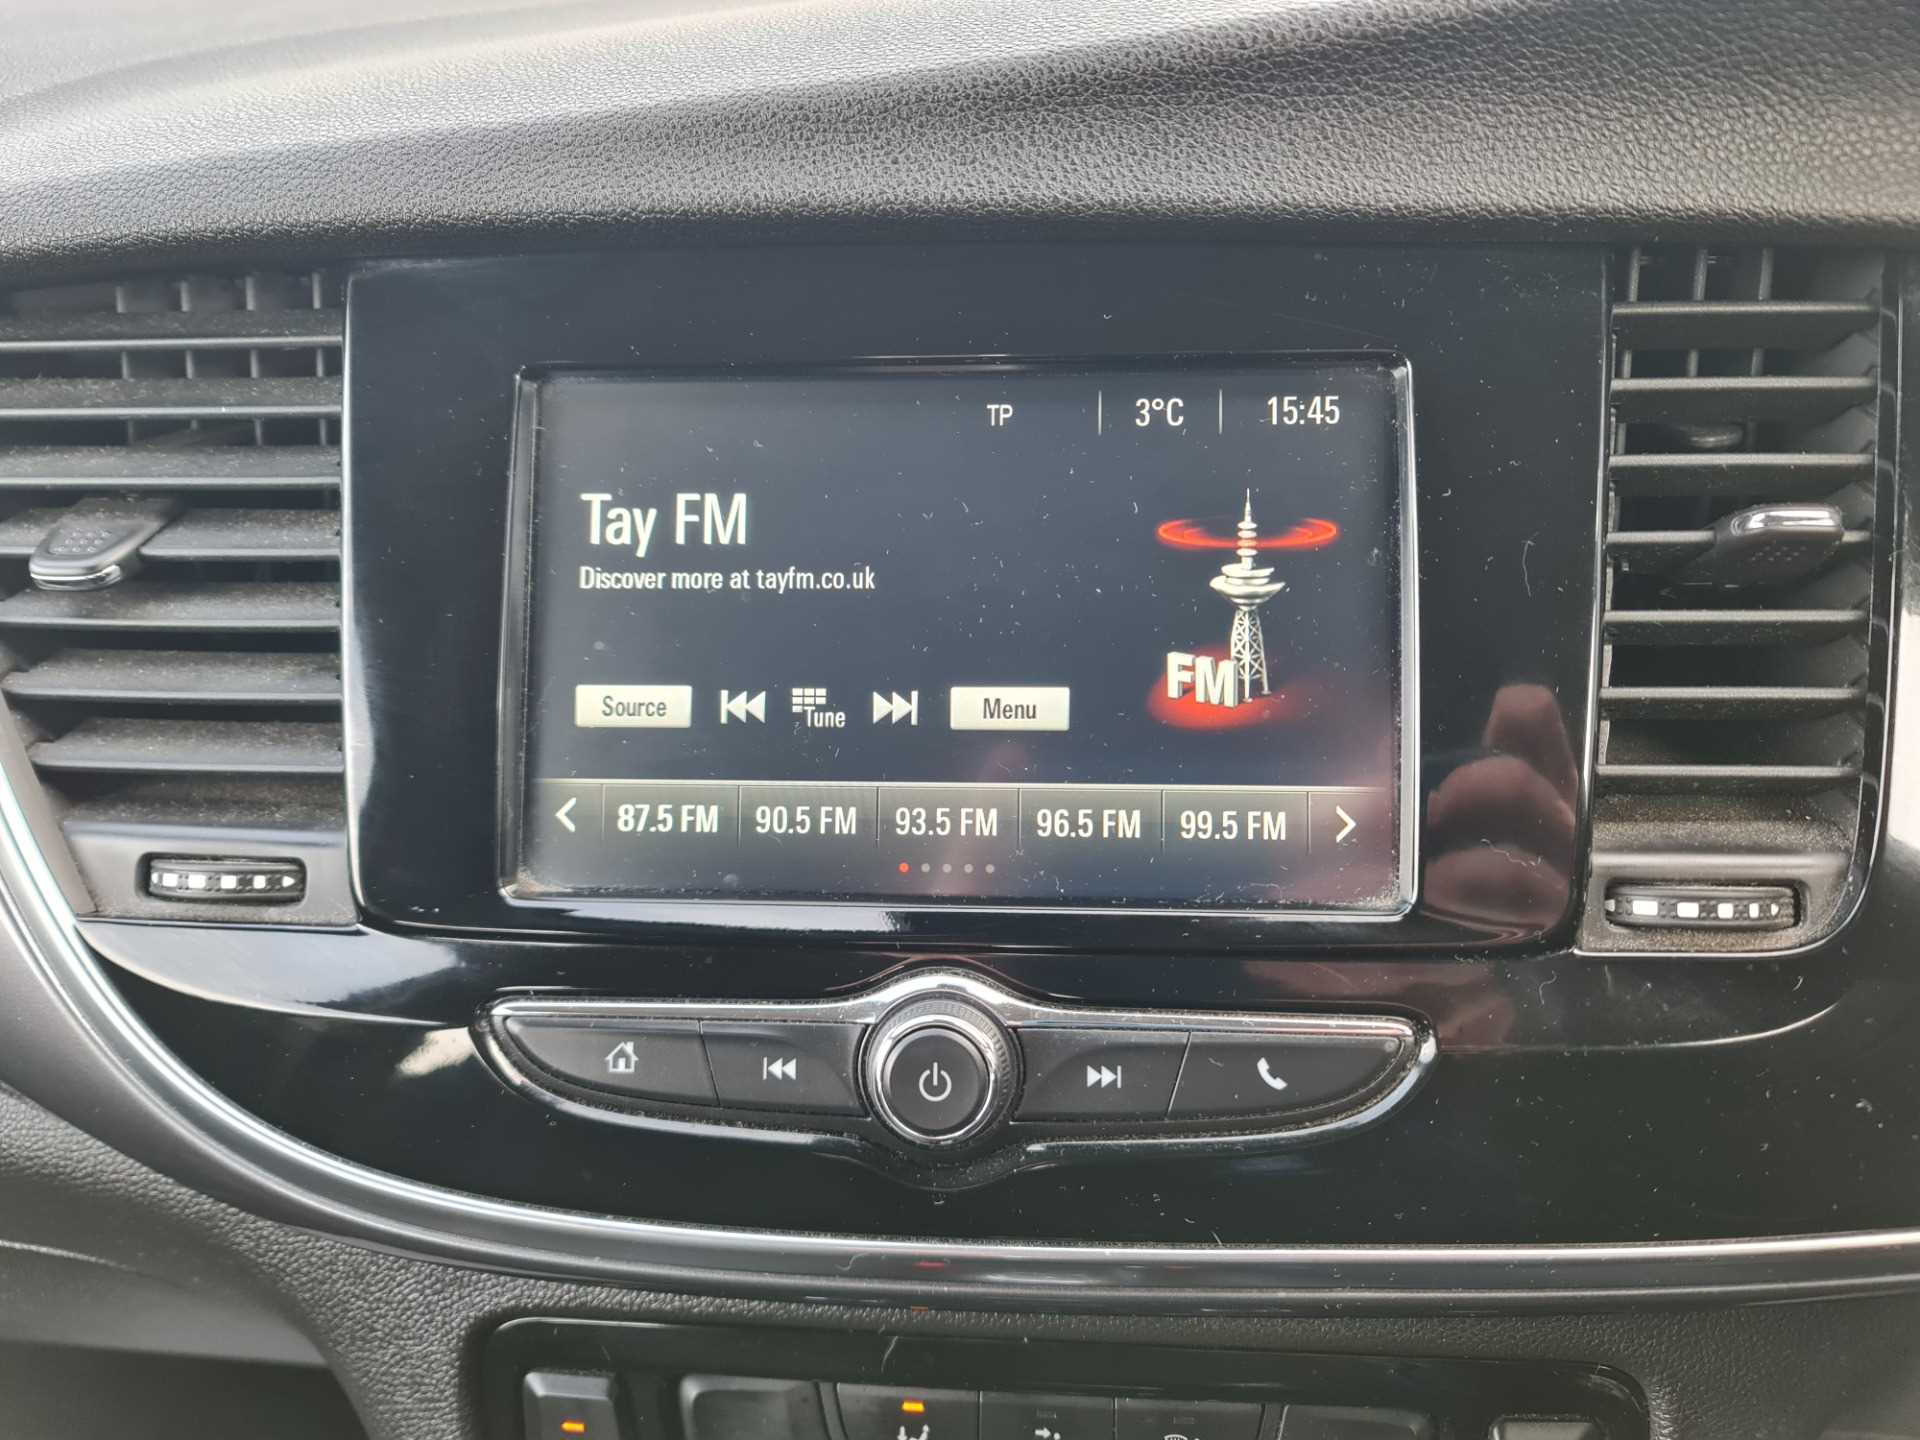 TP 3°C 15:45
Tay FM
Discover more at tayfm.co.uk
FM
Source Tune Menu
87.5 FM 90.5 FM 93.5 FM 96.5 FM 99.5 FM